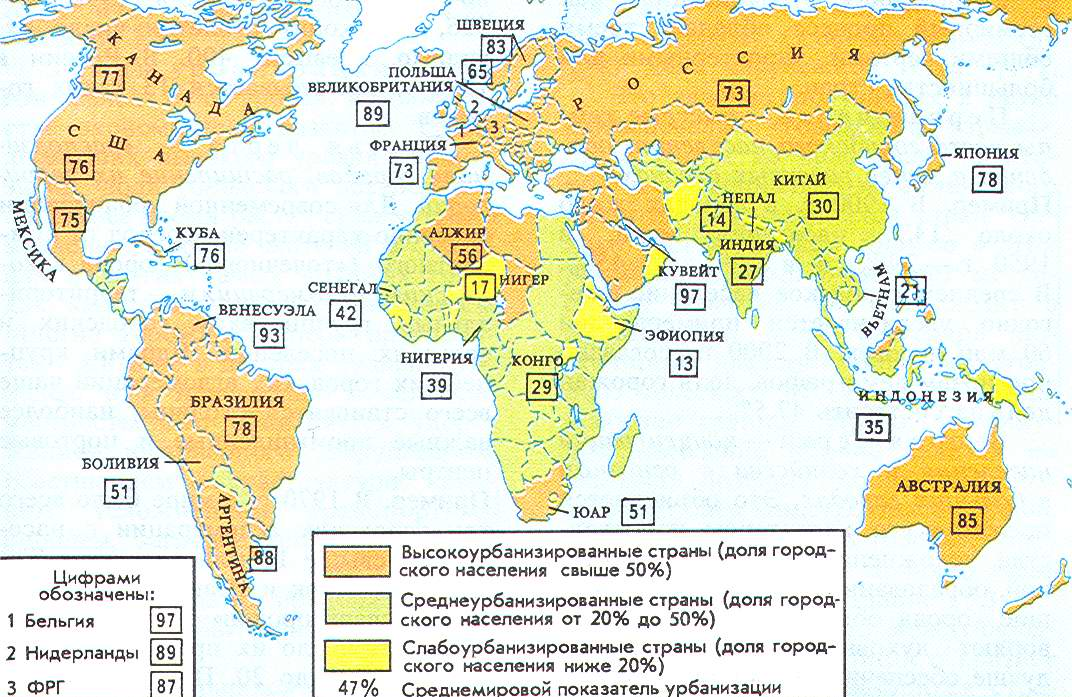 ШВЕЦИЯ
83
КАНАДА
77
ПОЛЬША 65
РОССИЯ
73
ВЕЛИКОБРИТАНИЯ
89
2
1
3
США
76
ФРАНЦИЯ
73
ЯПОНИЯ
78
КИТАЙ
30
НЕПАЛ
14
МЕКСИКА
75
КУБА
76
АЛЖИР
56
ИНДИЯ
27
НИГЕР
17
КУВЕЙТ
97
СЕНЕГАЛ
42
ВЬЕТНАМ
21
ВЕНЕСУЭЛА
93
ЭФИОПИЯ
13
НИГЕРИЯ
39
КОНГО
29
БРАЗИЛИЯ
78
ИНДОНЕЗИЯ
35
БОЛИВИЯ
51
АВСТРАЛИЯ
85
АРГЕНТИНА
88
ЮАР 51
Цифрами
обозначены:
1 Бельгия 97
2 Нидерланды 89
3 ФРГ 87
Высокоурбанизированные страны (доля город-
ского населения свыше 50%)
Среднеурбанизированные страны (доля город-
ского населения от 20% до 50%)
Слабоурбанизированные страны (доля город-
ского населения ниже 20%)
47% Среднемировой показатель урбанизации